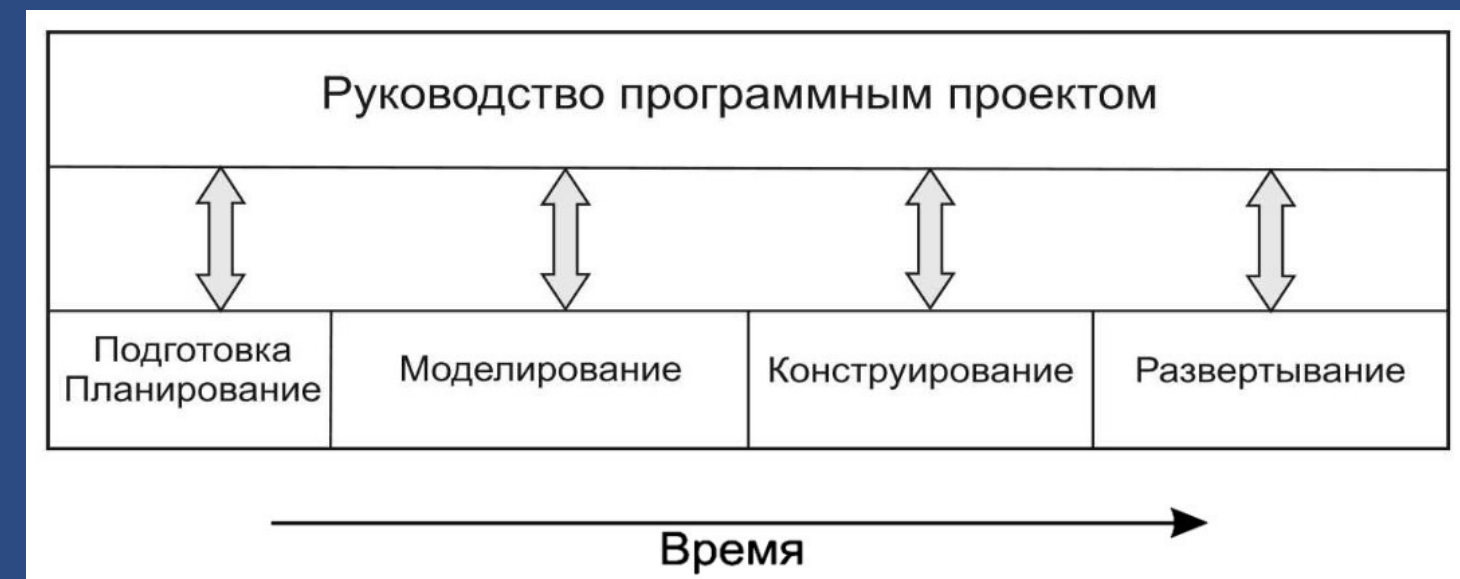 Руководство программным проектом
Подготовка
Планирование
Моделирование
Конструирование
Развертывание
Время